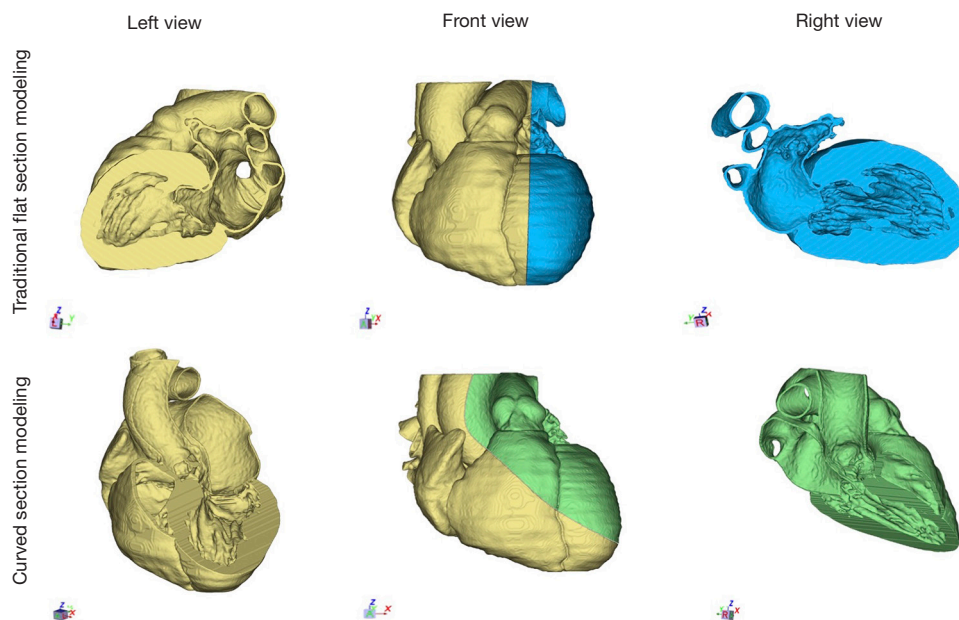 Left view
Front view
Right view
Traditional flat section modeling
Z
Y
Z
X
Z
Y
R
Curved section modeling
Z
X
Z
A
X
Z
R
X